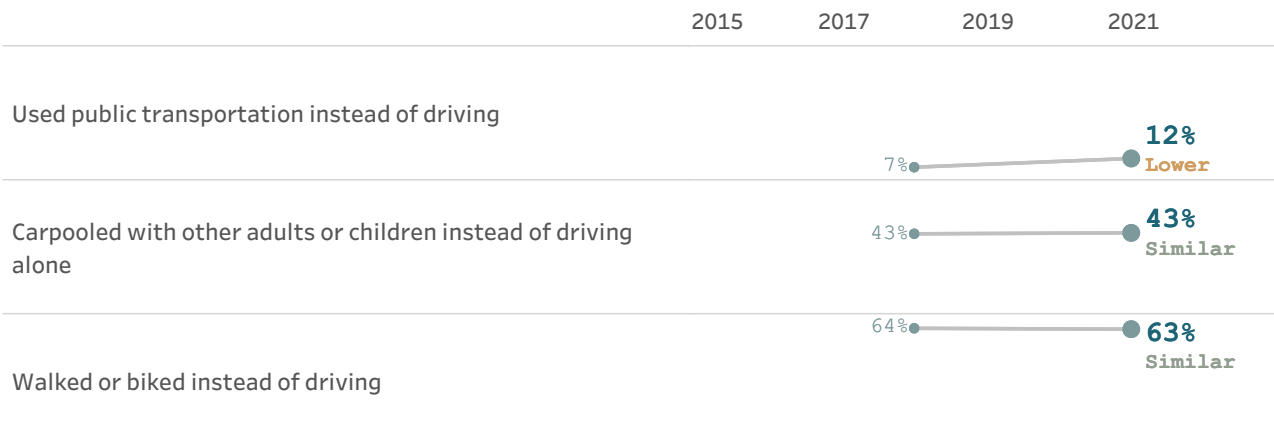 2015 2017 2019 2021
Used public transportation instead of driving
12%
7%
Lower
Carpooled with other adults or children instead of driving
alone
43%
43%
Similar
64%
63%
Similar
Walked or biked instead of driving